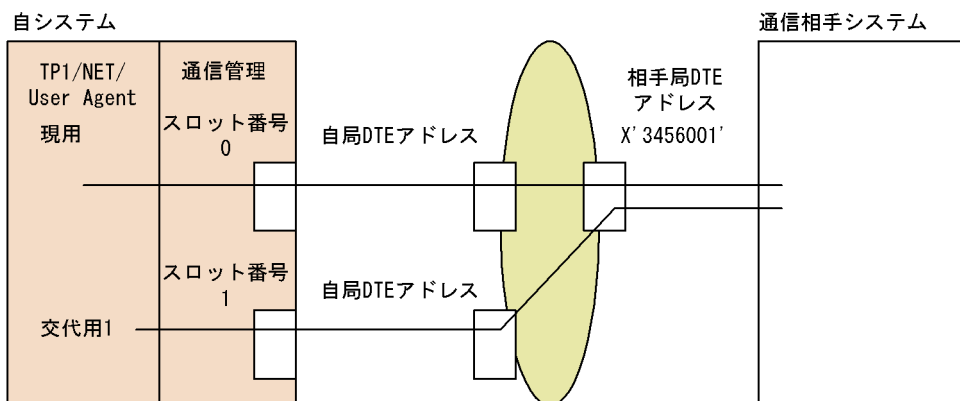 自システム
通信相手システム
TP1/NET/
User Agent
現用
通信管理
スロット番号
0
自局DTEアドレス
相手局DTE
アドレス
X'3456001'
スロット番号
1
自局DTEアドレス
交代用1